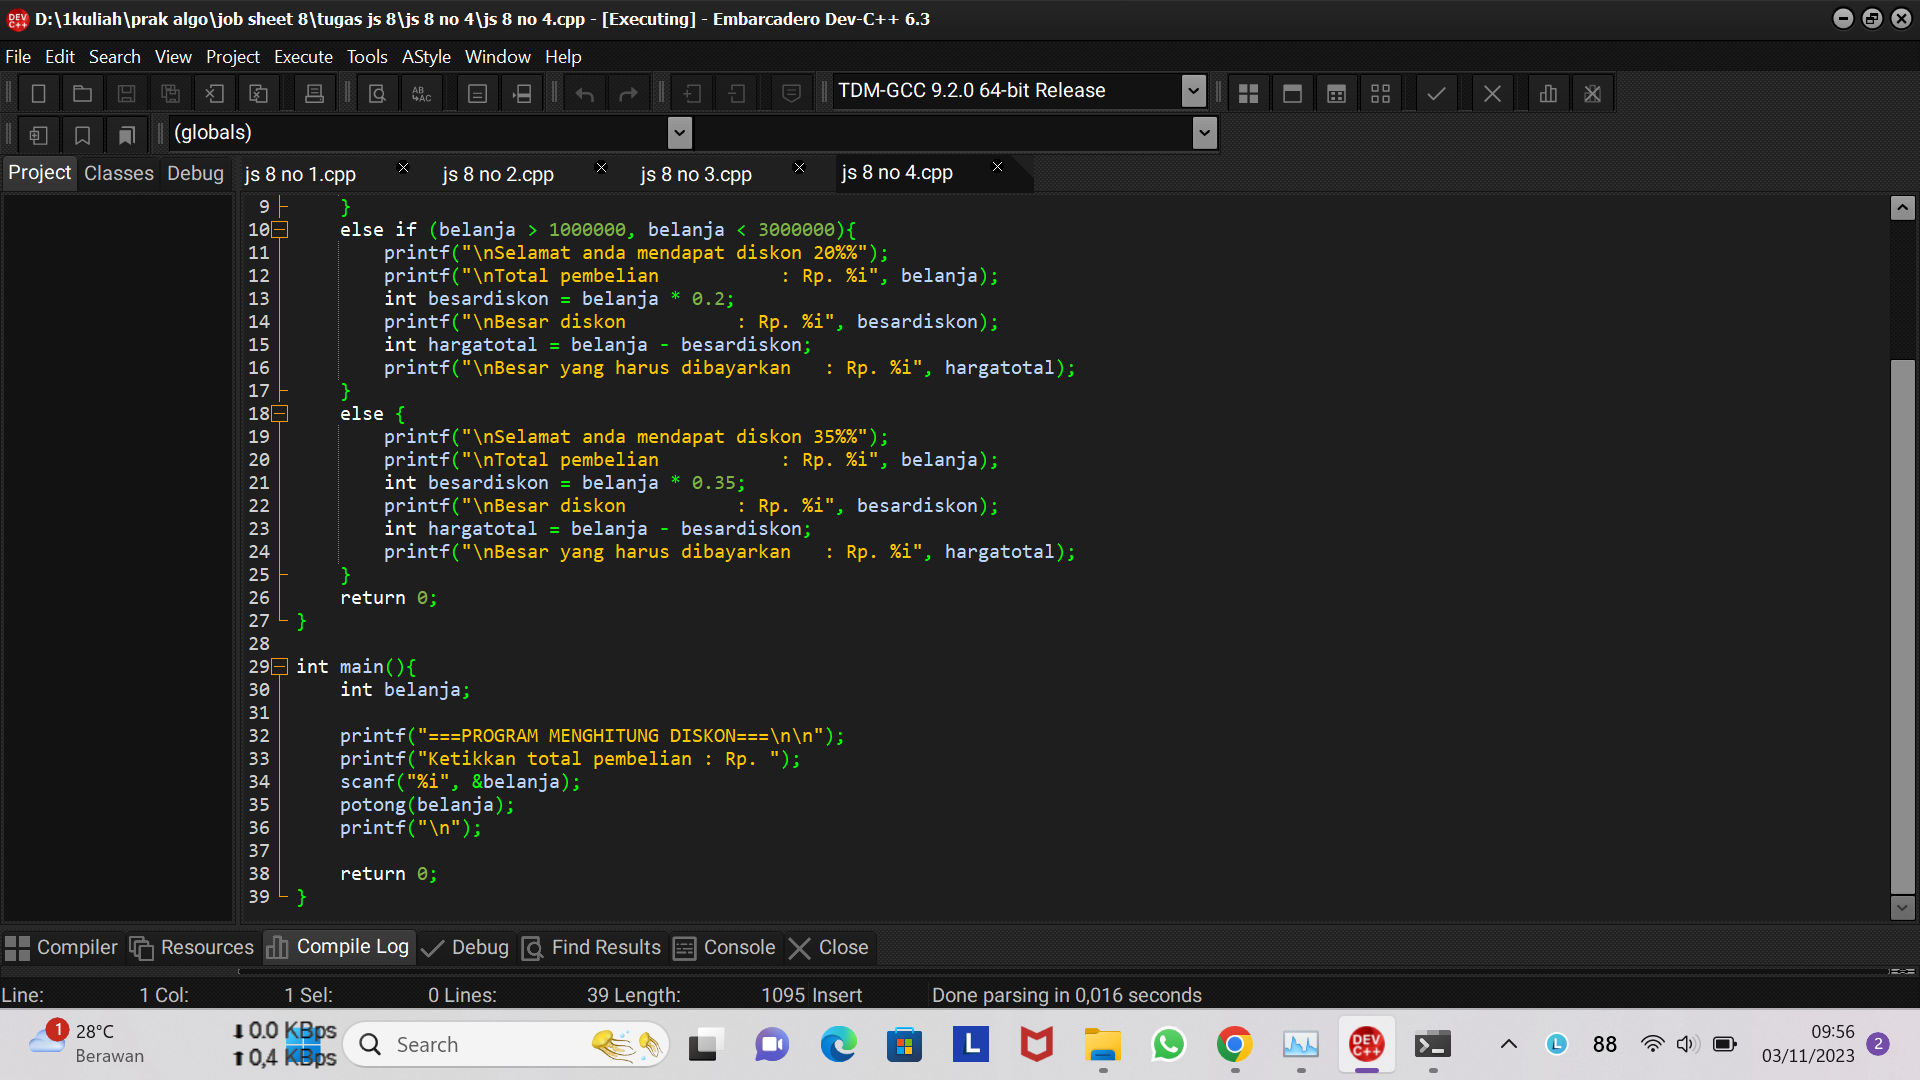 D:\1kuliah\prak algo\job sheet 8\tugas js 8\js 8 no 4\js 8 no 4.cpp - [Executing] - Embarcadero Dev-C++ 6.3
File Edit Search View Project Execute Tools AStyle Window Help
TDM-GCC 9.2.0 64-bit Release
(globals)
Project Classes Debug js 8 no 1.cpp js 8 no 2.cpp js 8 no 3.cpp js 8 no 4.cpp
9 }
10 else if (belanja > 1000000, belanja < 3000000){
11 printf("\nSelamat anda mendapat diskon 20%%");
12 printf("\nTotal pembelian           : Rp. %i", belanja);
13 int besardiskon = belanja * 0.2;
14 printf("\nBesar diskon          : Rp. %i", besardiskon);
15 int hargatotal = belanja - besardiskon;
16 printf("\nBesar yang harus dibayarkan   : Rp. %i", hargatotal);
17 }
18 else {
19 printf("\nSelamat anda mendapat diskon 35%%");
20 printf("\nTotal pembelian           : Rp. %i", belanja);
21 int besardiskon = belanja * 0.35;
22 printf("\nBesar diskon          : Rp. %i", besardiskon);
23 int hargatotal = belanja - besardiskon;
24 printf("\nBesar yang harus dibayarkan   : Rp. %i", hargatotal);
25 }
26 return 0;
27 }
28
29 int main(){
30 int belanja;
31
32 printf("===PROGRAM MENGHITUNG DISKON===\n\n");
33 printf("Ketikkan total pembelian : Rp. ");
34 scanf("%i", &belanja);
35 potong(belanja);
36 printf("\n");
37
38 return 0;
39 }
Compiler Resources Compile Log Debug Find Results Console Close
Line: 1 Col: 1 Sel: 0 Lines: 39 Length: 1095 Insert Done parsing in 0,016 seconds
1 28°C
Berawan
0.0 KBps
0,4 KBps
Search
L
DEV C++
L
88
09:56
03/11/2023
2